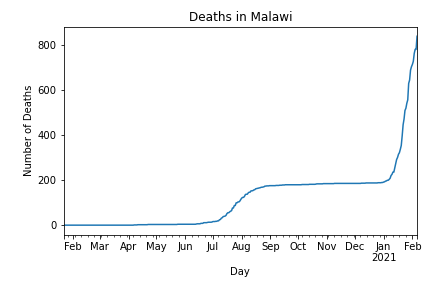 Deaths in Malawi
Number of Deaths
800
600
400
200
0
Feb Mar Apr May Jun Jul Aug Sep Oct Nov Dec Jan Feb
2021
Day